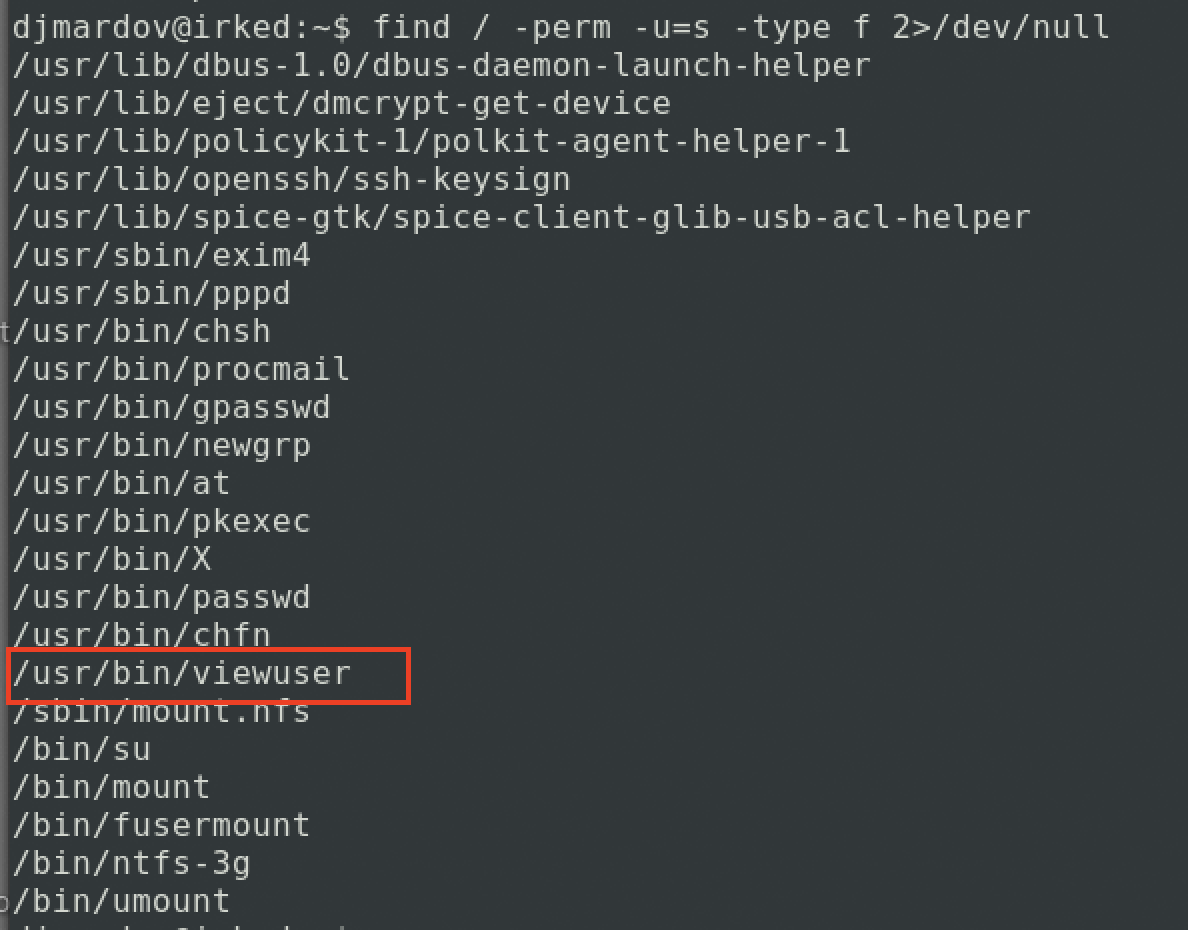 djmardov@irked:~$ find / -perm -u=s -type f 2>/dev/null
/usr/lib/dbus-1.0/dbus-daemon-launch-helper
/usr/lib/eject/dmcrypt-get-device
/usr/lib/policykit-1/polkit-agent-helper-1
/usr/lib/openssh/ssh-keysign
/usr/lib/spice-gtk/spice-client-glib-usb-acl-helper
/usr/sbin/exim4
/usr/sbin/pppd
/usr/bin/chsh
/usr/bin/procmail
/usr/bin/gpasswd
/usr/bin/newgrp
/usr/bin/at
/usr/bin/pkexec
/usr/bin/X
/usr/bin/passwd
/usr/bin/chfn
/usr/bin/viewuser
/sbin/mount.nfs
/bin/su
/bin/mount
/bin/fusermount
/bin/ntfs-3g
/bin/umount